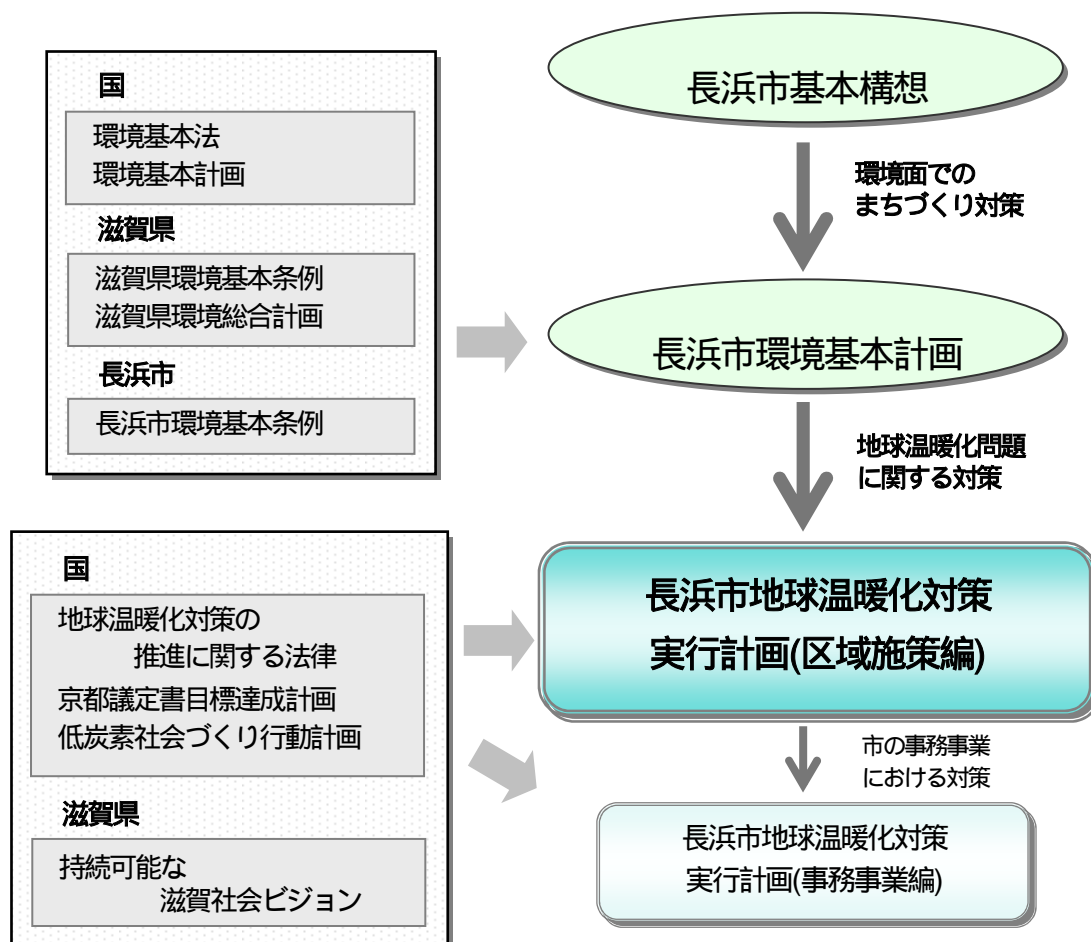 国
環境基本法
環境基本計画
滋賀県
滋賀県環境基本条例
滋賀県環境総合計画
長浜市
長浜市環境基本条例
長浜市基本構想
環境面での
まちづくり対策
長浜市環境基本計画
地球温暖化問題
に関する対策
国
地球温暖化対策の
推進に関する法律
京都議定書目標達成計画
低炭素社会づくり行動計画
滋賀県
持続可能な
滋賀社会ビジョン
長浜市地球温暖化対策
実行計画(区域施策編)
市の事務事業
における対策
長浜市地球温暖化対策
実行計画(事務事業編)